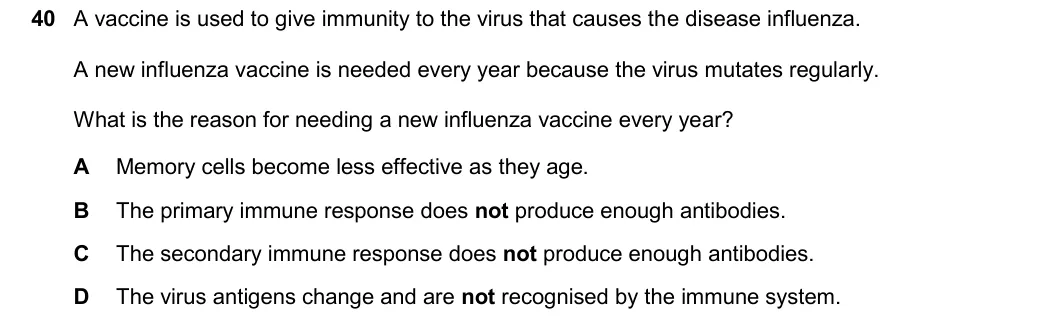 40 A vaccine is used to give immunity to the virus that causes the disease influenza.
A new influenza vaccine is needed every year because the virus mutates regularly.
What is the reason for needing a new influenza vaccine every year?
A Memory cells become less effective as they age.
B The primary immune response does not produce enough antibodies.
C The secondary immune response does not produce enough antibodies.
D The virus antigens change and are not recognised by the immune system.